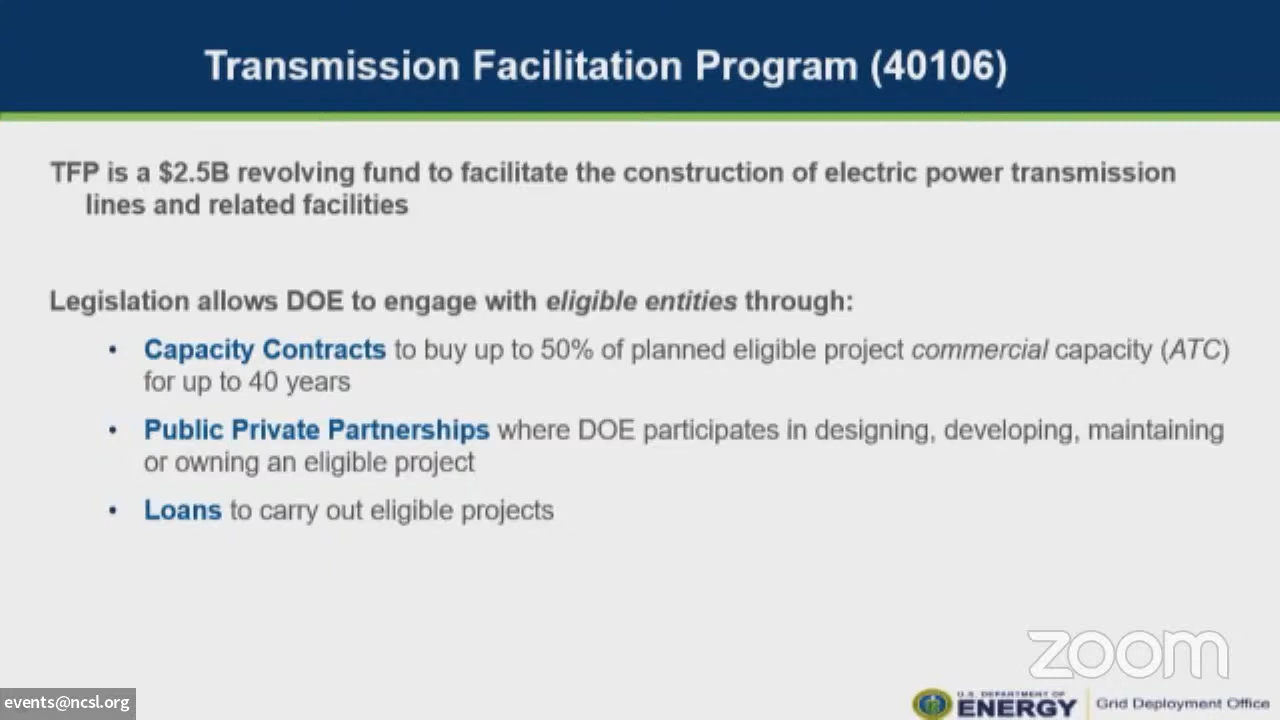 Transmission Facilitation Program (40106)
TFP is a $2.5B revolving fund to facilitate the construction of electric power transmission
lines and related facilities
Legislation allows DOE to engage with eligible entities through:
• Capacity Contracts to buy up to 50% of planned eligible project commercial capacity (ATC)
for up to 40 years
• Public Private Partnerships where DOE participates in designing, developing, maintaining
or owning an eligible project
• Loans to carry out eligible projects
zoom
events@ncsl.org
U.S. DEPARTMENT OF
ENERGY
Grid Deployment Office